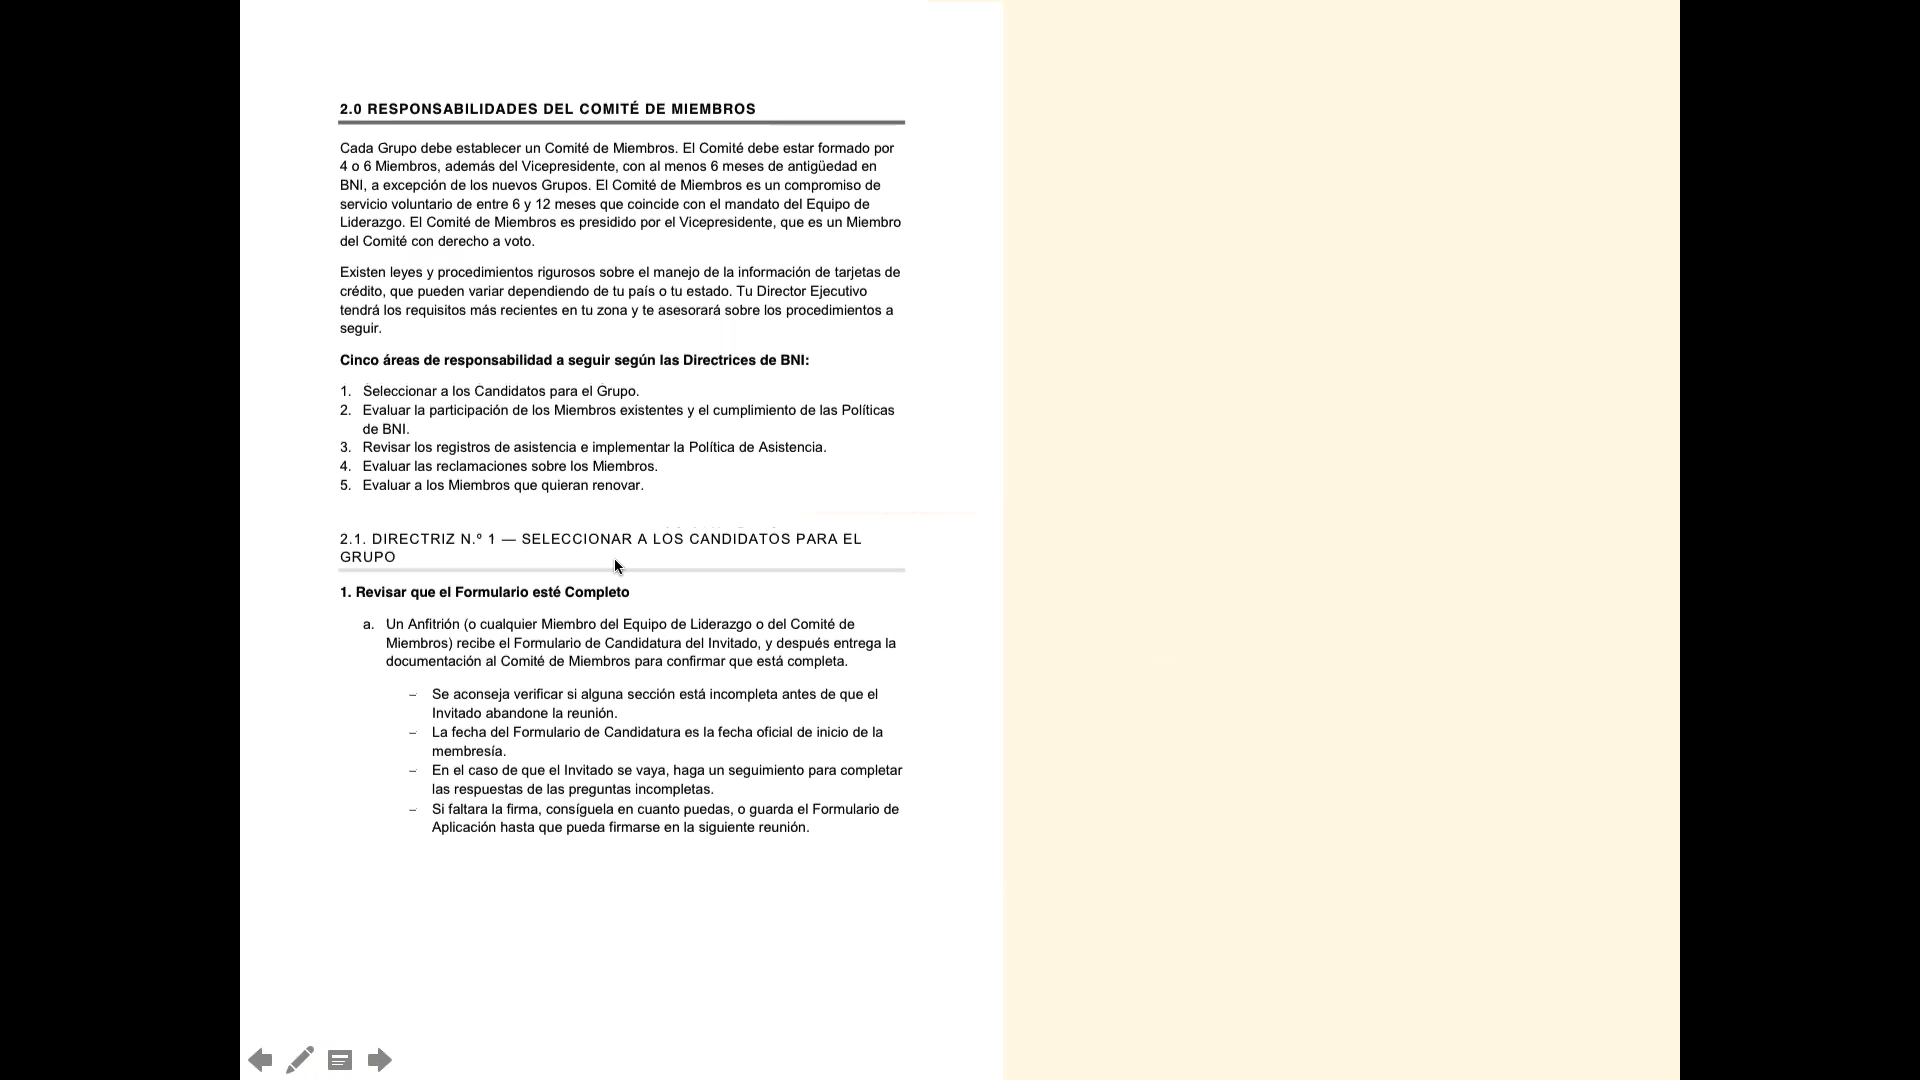 2.0 RESPONSABILIDADES DEL COMITÉ DE MIEMBROS
Cada Grupo debe establecer un Comité de Miembros. El Comité debe estar formado por
4 o 6 Miembros, además del Vicepresidente, con al menos 6 meses de antigüedad en
BNI, a excepción de los nuevos Grupos. El Comité de Miembros es un compromiso de
servicio voluntario de entre 6 y 12 meses que coincide con el mandato del Equipo de
Liderazgo. El Comité de Miembros es presidido por el Vicepresidente, que es un Miembro
del Comité con derecho a voto.
Existen leyes y procedimientos rigurosos sobre el manejo de la información de tarjetas de
crédito, que pueden variar dependiendo de tu país o tu estado. Tu Director Ejecutivo
tendrá los requisitos más recientes en tu zona y te asesorará sobre los procedimientos a
seguir.
Cinco áreas de responsabilidad a seguir según las Directrices de BNI:
1. Seleccionar a los Candidatos para el Grupo.
2. Evaluar la participación de los Miembros existentes y el cumplimiento de las Políticas
de BNI.
3. Revisar los registros de asistencia e implementar la Política de Asistencia.
4. Evaluar las reclamaciones sobre los Miembros.
5. Evaluar a los Miembros que quieran renovar.
2.1. DIRECTRIZ N.º 1 — SELECCIONAR A LOS CANDIDATOS PARA EL
GRUPO
1. Revisar que el Formulario esté Completo
a. Un Anfitrión (o cualquier Miembro del Equipo de Liderazgo o del Comité de
Miembros) recibe el Formulario de Candidatura del Invitado, y después entrega la
documentación al Comité de Miembros para confirmar que está completa.
– Se aconseja verificar si alguna sección está incompleta antes de que el
Invitado abandone la reunión.
– La fecha del Formulario de Candidatura es la fecha oficial de inicio de la
membresía.
– En el caso de que el Invitado se vaya, haga un seguimiento para completar
las respuestas de las preguntas incompletas.
– Si faltara la firma, consíguela en cuanto puedas, o guarda el Formulario de
Aplicación hasta que pueda firmarse en la siguiente reunión.